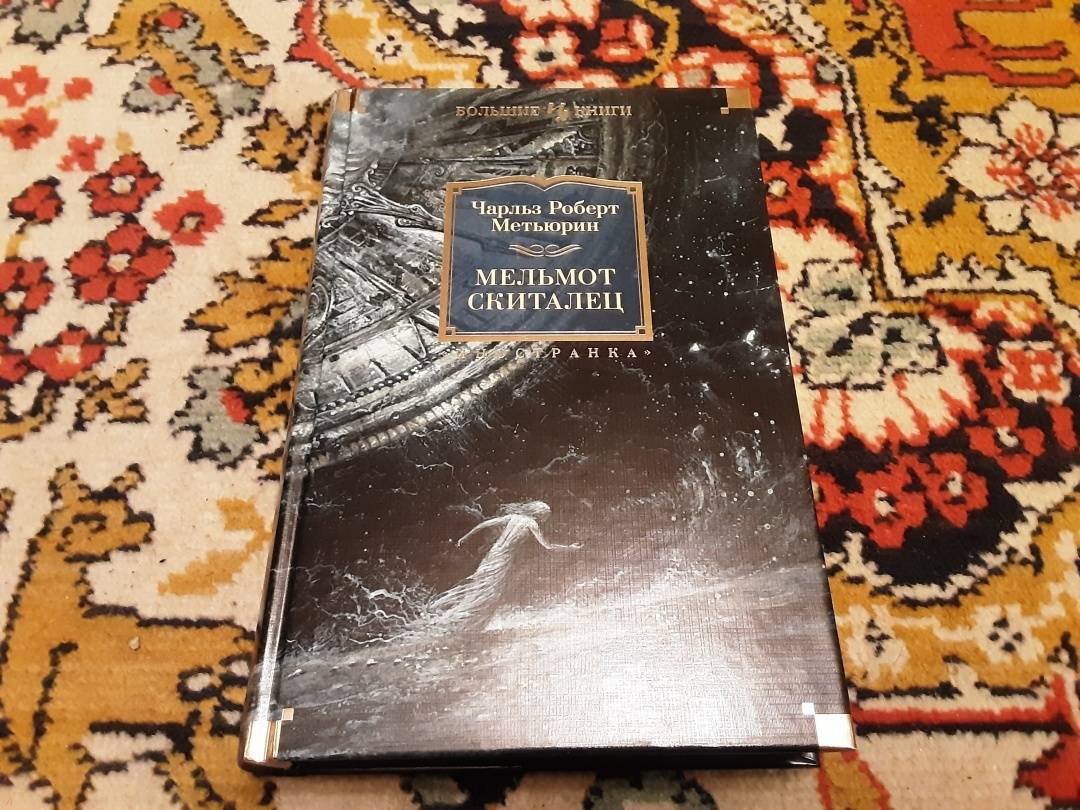 БОЛЬШИЕ КНИГИ
Чарльз Роберт
Метьюрин
МЕЛЬМОТ
СКИТАЛЕЦ
«ИНОСТРАНКА»